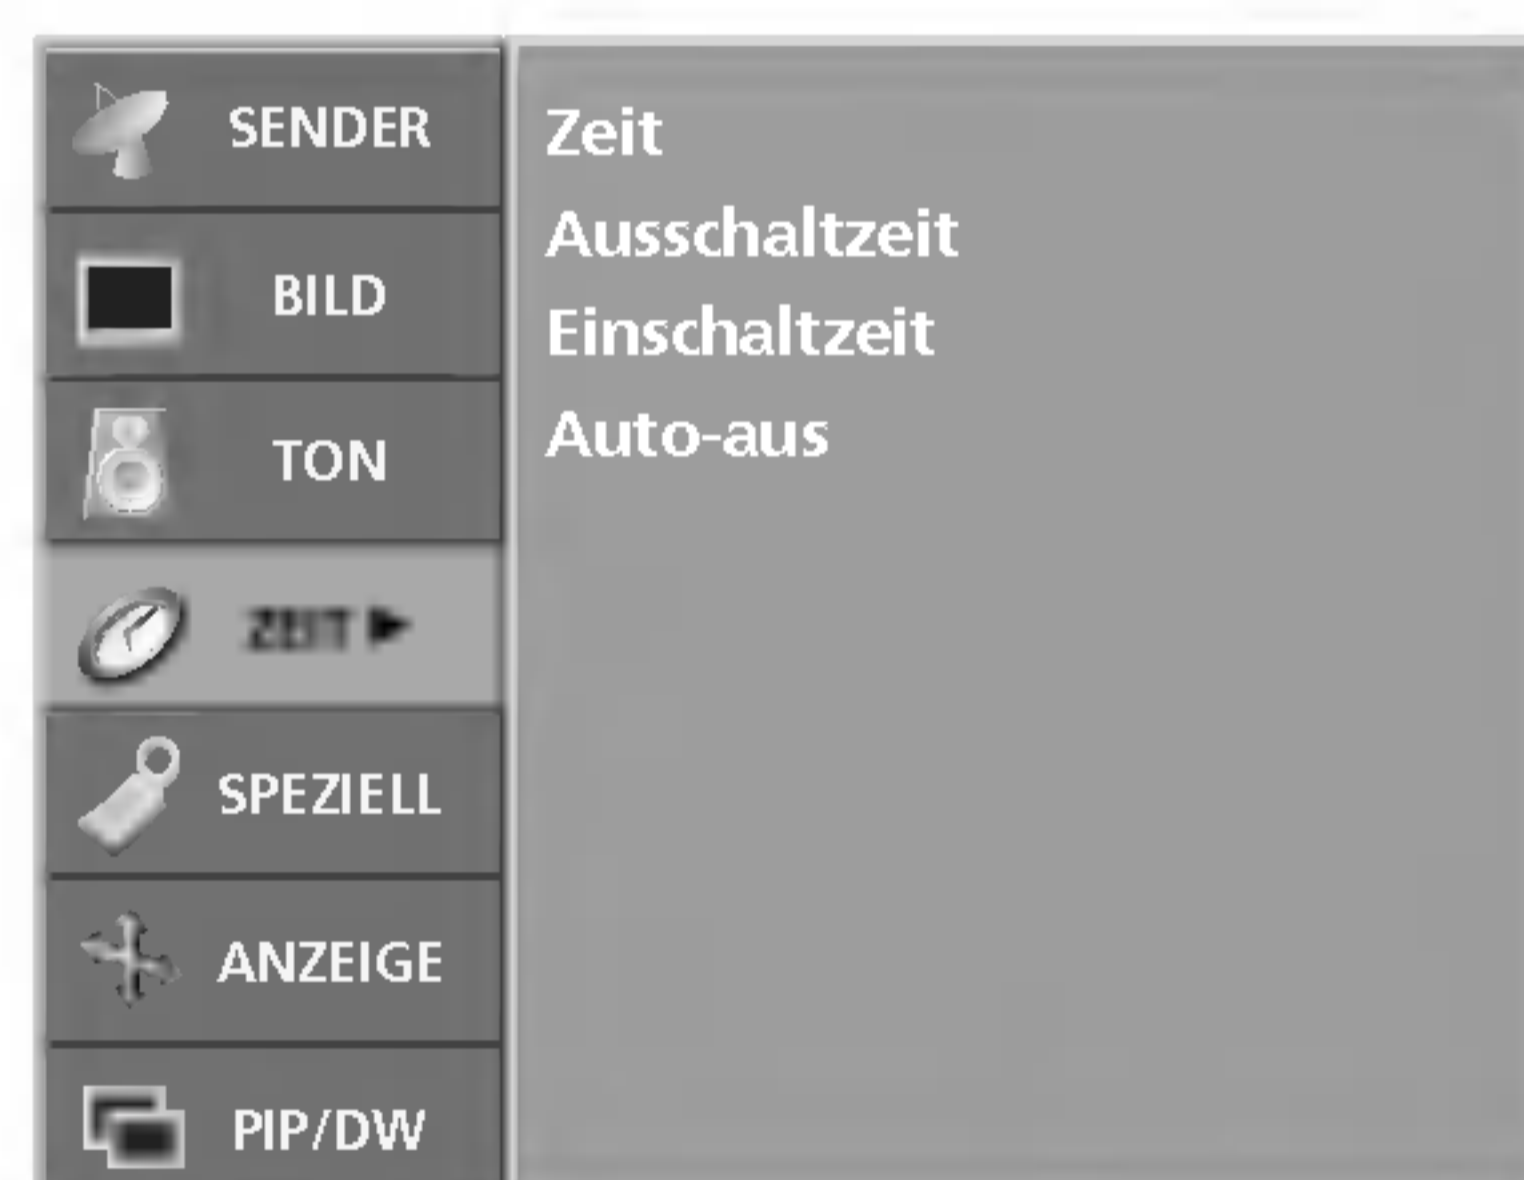 SENDER
BILD
TON
ZEIT
SPEZIELL
ANZEIGE
PIP/DW
Zeit
Ausschaltzeit
Einschaltzeit
Auto-aus